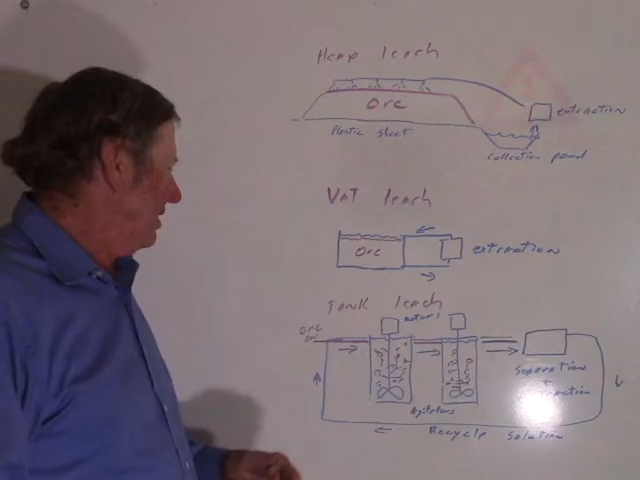 Heap leach
Ore
extraction
Plastic sheet
Collection pond
VAT leach
Ore
extraction
TANK leach
motors
ore
Separation
+
Agitators
Recycle Solution